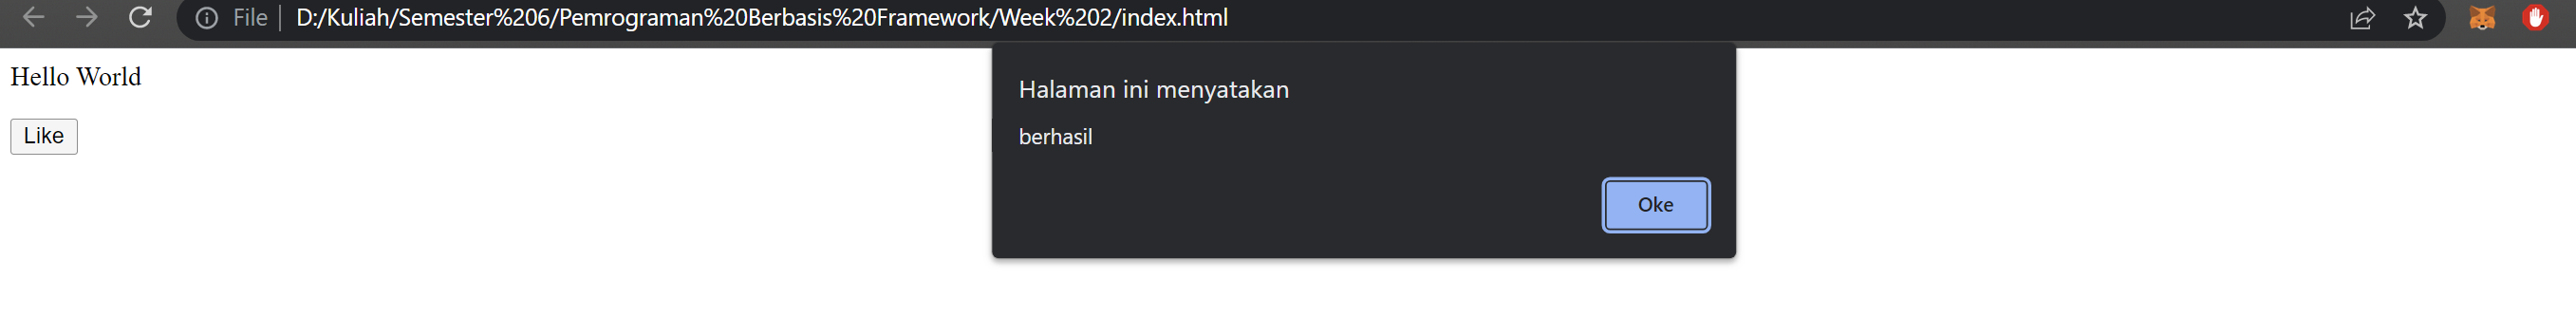 File D:/Kuliah/Semester%206/Pemrograman%20Berbasis%20Framework/Week%202/index.html
Hello World
Like
Halaman ini menyatakan
berhasil
Oke